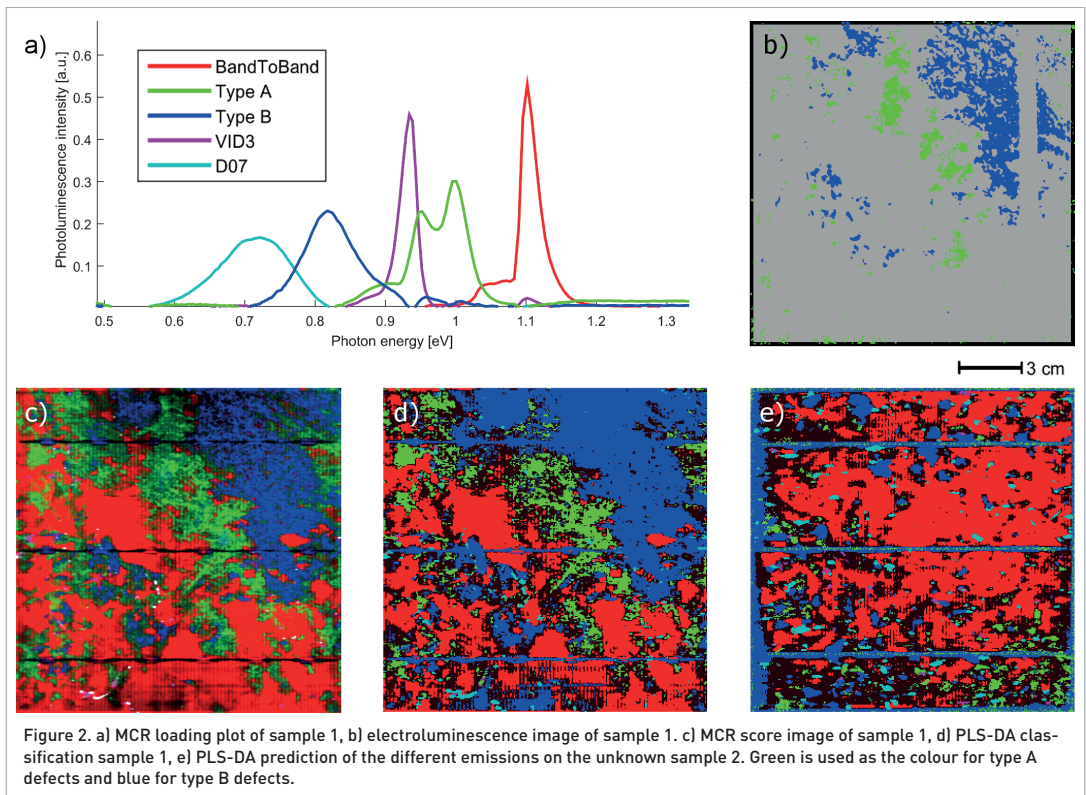 a)
Photoluminescence intensity [a.u.]
0.6
0.5
0.4
0.3
0.2
0.1
BandToBand
Type A
Type B
VID3
D07
0.5 0.6 0.7 0.8 0.9 1 1.1 1.2 1.3
Photon energy [eV]
b)
3 cm
c)
d)
e)
Figure 2. a) MCR loading plot of sample 1, b) electroluminescence image of sample 1. c) MCR score image of sample 1, d) PLS-DA clas-
sification sample 1, e) PLS-DA prediction of the different emissions on the unknown sample 2. Green is used as the colour for type A
defects and blue for type B defects.